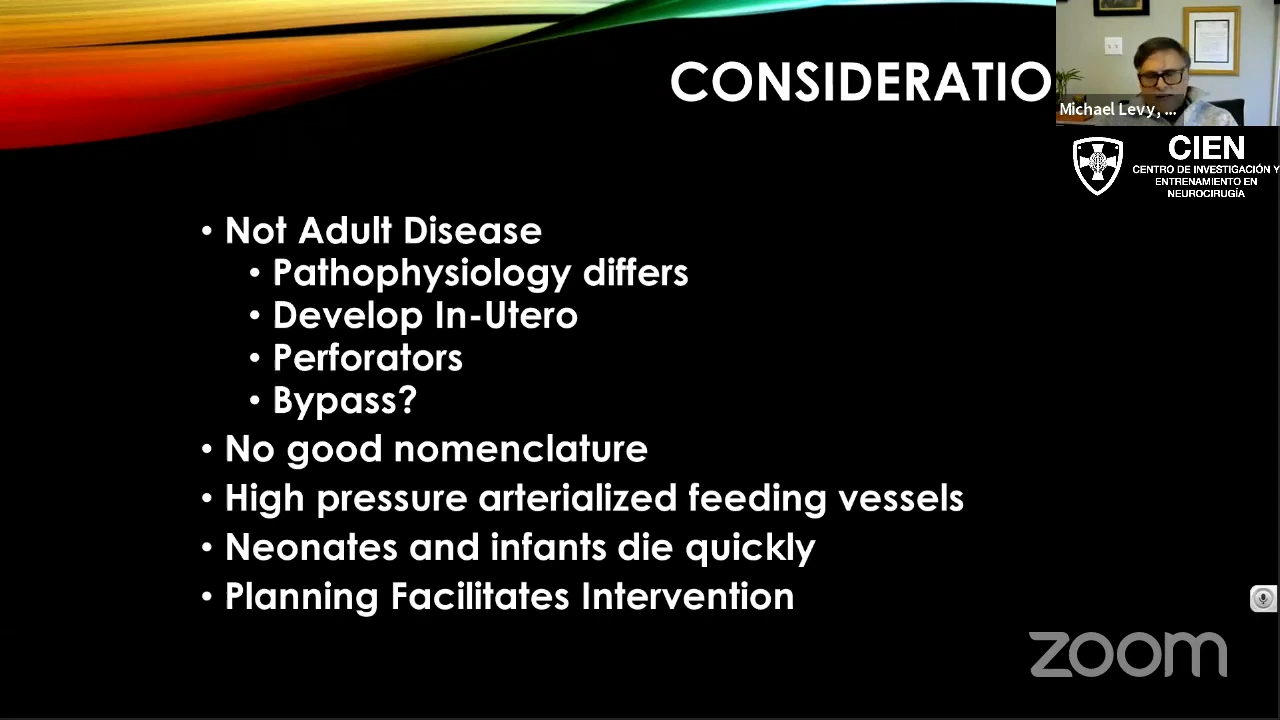 CONSIDERATIO
Michael Levy, ...
CIEN
CENTRO DE INVESTIGACIÓN Y
ENTRENAMIENTO EN
NEUROCIRUGÍA
• Not Adult Disease
• Pathophysiology differs
• Develop In-Utero
• Perforators
• Bypass?
• No good nomenclature
• High pressure arterialized feeding vessels
• Neonates and infants die quickly
• Planning Facilitates Intervention
zoom